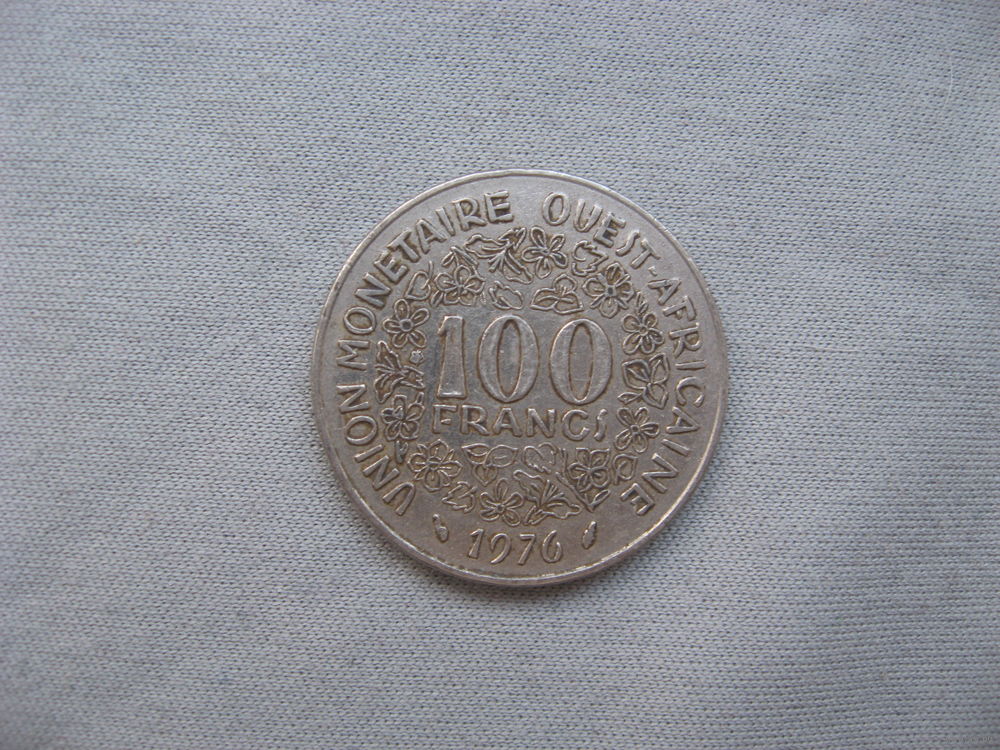 UNION MONETAIRE OUEST-AFRICAINE
100
FRANCS
1976